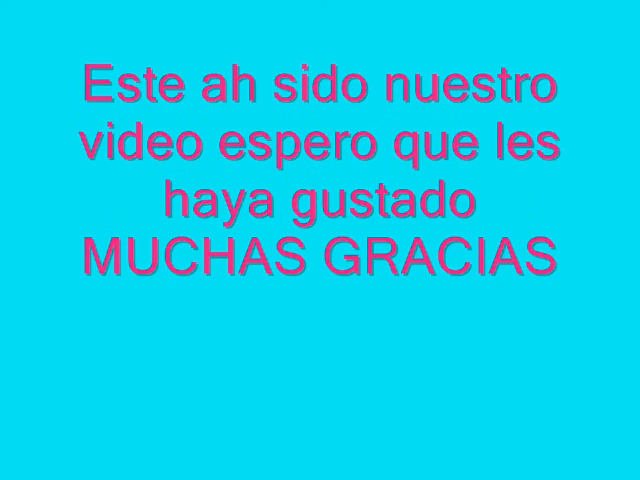 Este ah sido nuestro
video espero que les
haya gustado
MUCHAS GRACIAS